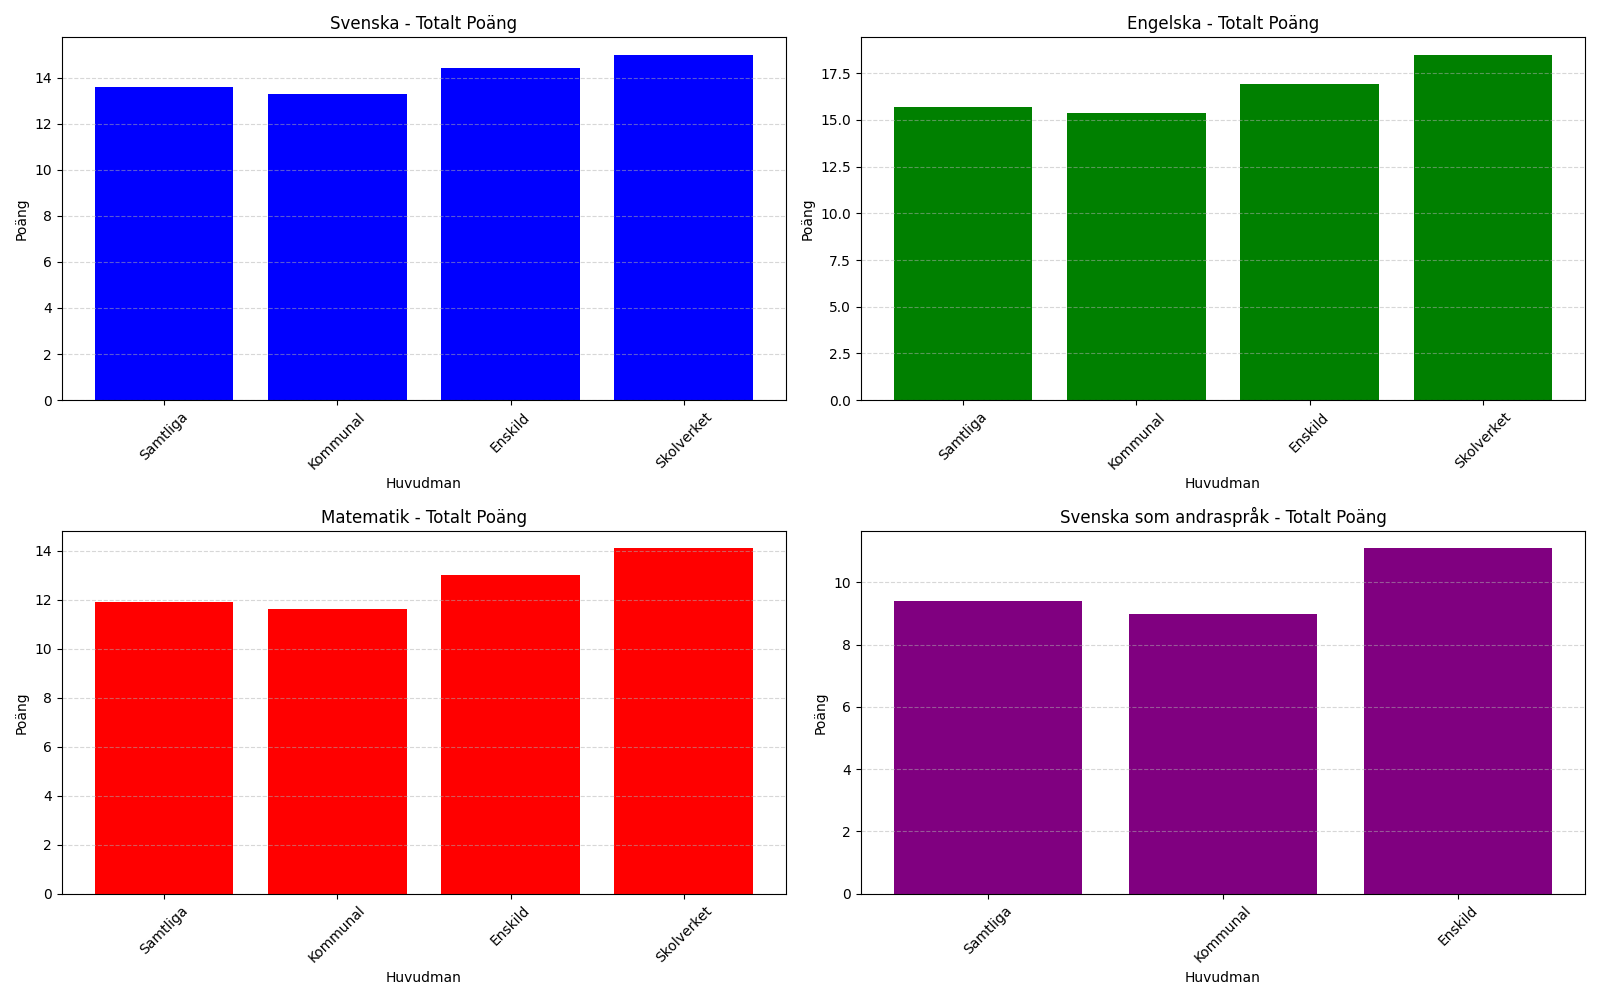 Svenska - Totalt Poäng
Poäng
14
12
10
8
6
4
2
0
Samtliga
Kommunal
Enskild
Skolverket
Huvudman
Engelska - Totalt Poäng
Poäng
17.5
15.0
12.5
10.0
7.5
5.0
2.5
0.0
Samtliga
Kommunal
Enskild
Skolverket
Huvudman
Matematik - Totalt Poäng
Poäng
14
12
10
8
6
4
2
0
Samtliga
Kommunal
Enskild
Skolverket
Huvudman
Svenska som andraspråk - Totalt Poäng
Poäng
10
8
6
4
2
0
Samtliga
Kommunal
Enskild
Huvudman